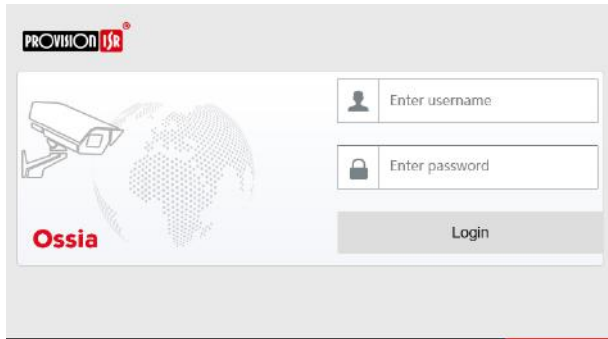 PROVISION ISR®
Enter username
Enter password
Login
Ossia